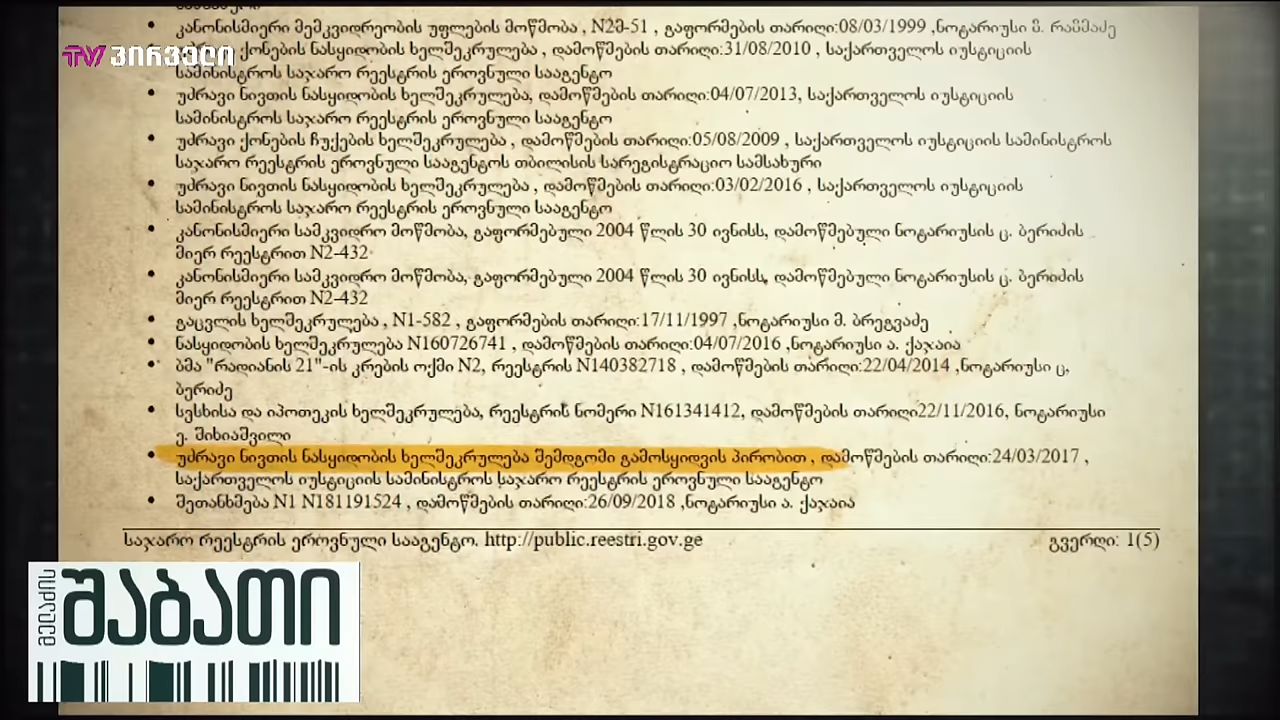 კანონისმიერი მემკვიდრეობის უფლების მოწმობა , N2მ-51 , გაფორმების თარიღი:08/03/1999 ,ნოტარიუსი
TV პირველი
ქონების ნასყიდობის ხელშეკრულება , დამოწმების თარიღი:31/08/2010 , საქართველოს იუსტიციის
სამინისტროს საჯარო რეესტრის ეროვნული სააგენტო
უძრავი ნივთის ნასყიდობის ხელშეკრულება, დამოწმების თარიღი:04/07/2013, საქართველოს იუსტიციის
სამინისტროს საჯარო რეესტრის ეროვნული სააგენტო
უძრავი ქონების ჩუქების ხელშეკრულება , დამოწმების თარიღი:05/08/2009 , საქართველოს იუსტიციის სამინისტროს
საჯარო რეესტრის ეროვნული სააგენტოს თბილისის სარეგისტრაციო სამსახური
უძრავი ნივთის ნასყიდობის ხელშეკრულება , დამოწმების თარიღი:03/02/2016 , საქართველოს იუსტიციის
სამინისტროს საჯარო რეესტრის ეროვნული სააგენტო
კანონისმიერი სამკვიდრო მოწმობა, გაფორმებული 2004 წლის 30 ივნისს, დამოწმებული ნოტარიუსის ც. ბერიძის
მიერ რეესტრით N2-432
კანონისმიერი სამკვიდრო მოწმობა, გაფორმებული 2004 წლის 30 ივნისს, დამოწმებული ნოტარიუსის ც. ბერიძის
მიერ რეესტრით N2-432
გაცვლის ხელშეკრულება , N1-582 , გაფორმების თარიღი:17/11/1997 ,ნოტარიუსი მ. ბრეგვაძე
ნასყიდობის ხელშეკრულება N160726741 , დამოწმების თარიღი:04/07/2016 ,ნოტარიუსი ა. ქაჯაია
ბმა "რადიანის 21"-ის კრების ოქმი N2, რეესტრის N140382718 , დამოწმების თარიღი:22/04/2014 ,ნოტარიუსი ც.
ბერიძე
სესხისა და იპოთეკის ხელშეკრულება, რეესტრის ნომერი N161341412, დამოწმების თარიღი22/11/2016, ნოტარიუსი
ე. შიხიაშვილი
უძრავი ნივთის ნასყიდობის ხელშეკრულება შემდგომი გამოსყიდვის პირობით , დამოწმების თარიღი:24/03/2017 ,
საქართველოს იუსტიციის სამინისტროს საჯარო რეესტრის ეროვნული სააგენტო
შეთანხმება N1 N181191524 , დამოწმების თარიღი:26/09/2018 ,ნოტარიუსი ა. ქაჯაია
საჯარო რეესტრის ეროვნული სააგენტო. http://public.reestri.gov.ge გვერდი: 1(5)
მელაძის
შაბათი